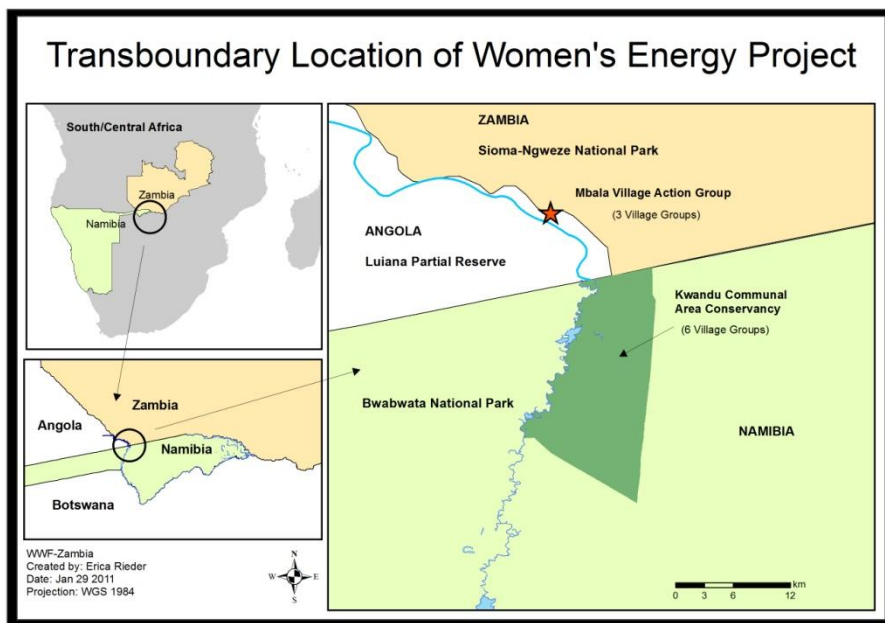 Transboundary Location of Women's Energy Project
South/Central Africa
Zambia
Namibia
Angola
Zambia
Namibia
Botswana
WWF-Zambia
Created by: Erica Rieder
Date: Jan 29 2011
Projection: WGS 1984
N
W E
S
ZAMBIA
Sioma-Ngweze National Park
Mbala Village Action Group
(3 Village Groups)
ANGOLA
Luiana Partial Reserve
Kwandu Communal
Area Conservancy
(6 Village Groups)
Bwabwata National Park
NAMIBIA
km
0 3 6 12